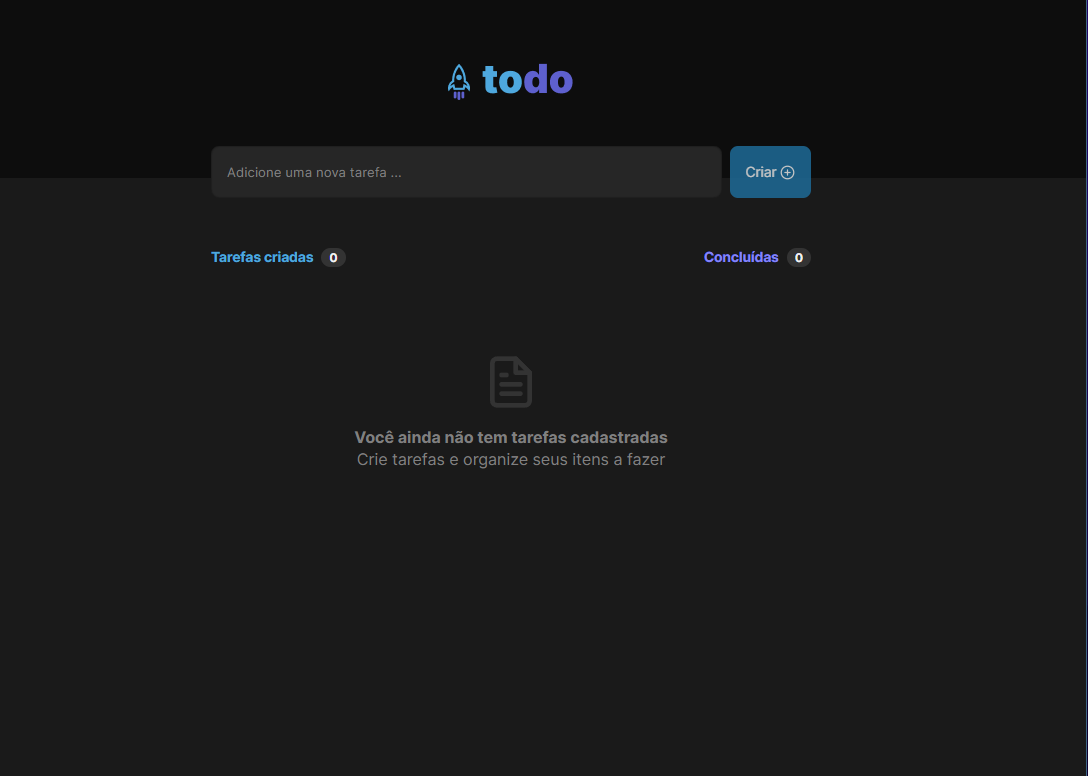 todo
Adicione uma nova tarefa ...
Criar
Tarefas criadas 0
Concluídas 0
Você ainda não tem tarefas cadastradas
Crie tarefas e organize seus itens a fazer